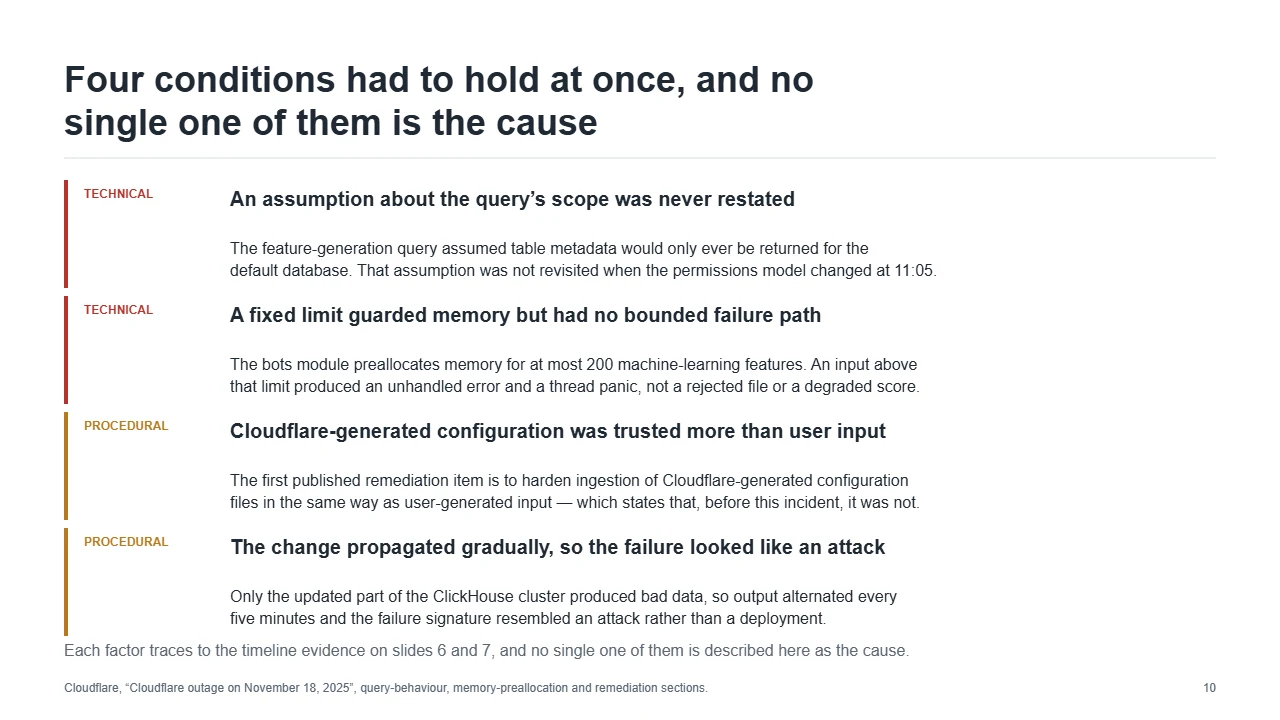 Four conditions had to hold at once, and no
single one of them is the cause
TECHNICAL
An assumption about the query’s scope was never restated
The feature-generation query assumed table metadata would only ever be returned for the
default database. That assumption was not revisited when the permissions model changed at 11:05.
TECHNICAL
A fixed limit guarded memory but had no bounded failure path
The bots module preallocates memory for at most 200 machine-learning features. An input above
that limit produced an unhandled error and a thread panic, not a rejected file or a degraded score.
PROCEDURAL
Cloudflare-generated configuration was trusted more than user input
The first published remediation item is to harden ingestion of Cloudflare-generated configuration
files in the same way as user-generated input — which states that, before this incident, it was not.
PROCEDURAL
The change propagated gradually, so the failure looked like an attack
Only the updated part of the ClickHouse cluster produced bad data, so output alternated every
five minutes and the failure signature resembled an attack rather than a deployment.
Each factor traces to the timeline evidence on slides 6 and 7, and no single one of them is described here as the cause.
Cloudflare, “Cloudflare outage on November 18, 2025”, query-behaviour, memory-preallocation and remediation sections.
10